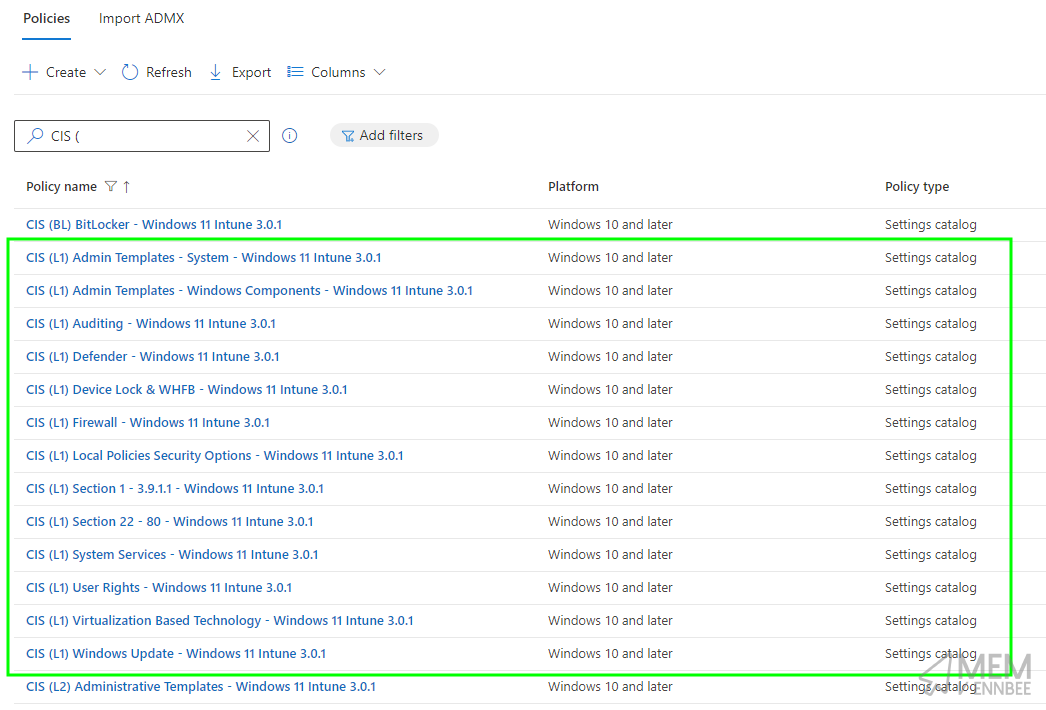 Policies Import ADMX
Create Refresh Export Columns
CIS ( Add filters
Policy name Platform Policy type
CIS (BL) BitLocker - Windows 11 Intune 3.0.1 Windows 10 and later Settings catalog
CIS (L1) Admin Templates - System - Windows 11 Intune 3.0.1 Windows 10 and later Settings catalog
CIS (L1) Admin Templates - Windows Components - Windows 11 Intune 3.0.1 Windows 10 and later Settings catalog
CIS (L1) Auditing - Windows 11 Intune 3.0.1 Windows 10 and later Settings catalog
CIS (L1) Defender - Windows 11 Intune 3.0.1 Windows 10 and later Settings catalog
CIS (L1) Device Lock & WHFB - Windows 11 Intune 3.0.1 Windows 10 and later Settings catalog
CIS (L1) Firewall - Windows 11 Intune 3.0.1 Windows 10 and later Settings catalog
CIS (L1) Local Policies Security Options - Windows 11 Intune 3.0.1 Windows 10 and later Settings catalog
CIS (L1) Section 1 - 3.9.1.1 - Windows 11 Intune 3.0.1 Windows 10 and later Settings catalog
CIS (L1) Section 22 - 80 - Windows 11 Intune 3.0.1 Windows 10 and later Settings catalog
CIS (L1) System Services - Windows 11 Intune 3.0.1 Windows 10 and later Settings catalog
CIS (L1) User Rights - Windows 11 Intune 3.0.1 Windows 10 and later Settings catalog
CIS (L1) Virtualization Based Technology - Windows 11 Intune 3.0.1 Windows 10 and later Settings catalog
CIS (L1) Windows Update - Windows 11 Intune 3.0.1 Windows 10 and later Settings catalog
CIS (L2) Administrative Templates - Windows 11 Intune 3.0.1 Windows 10 and later Settings catalog
MEM
ENNBEE